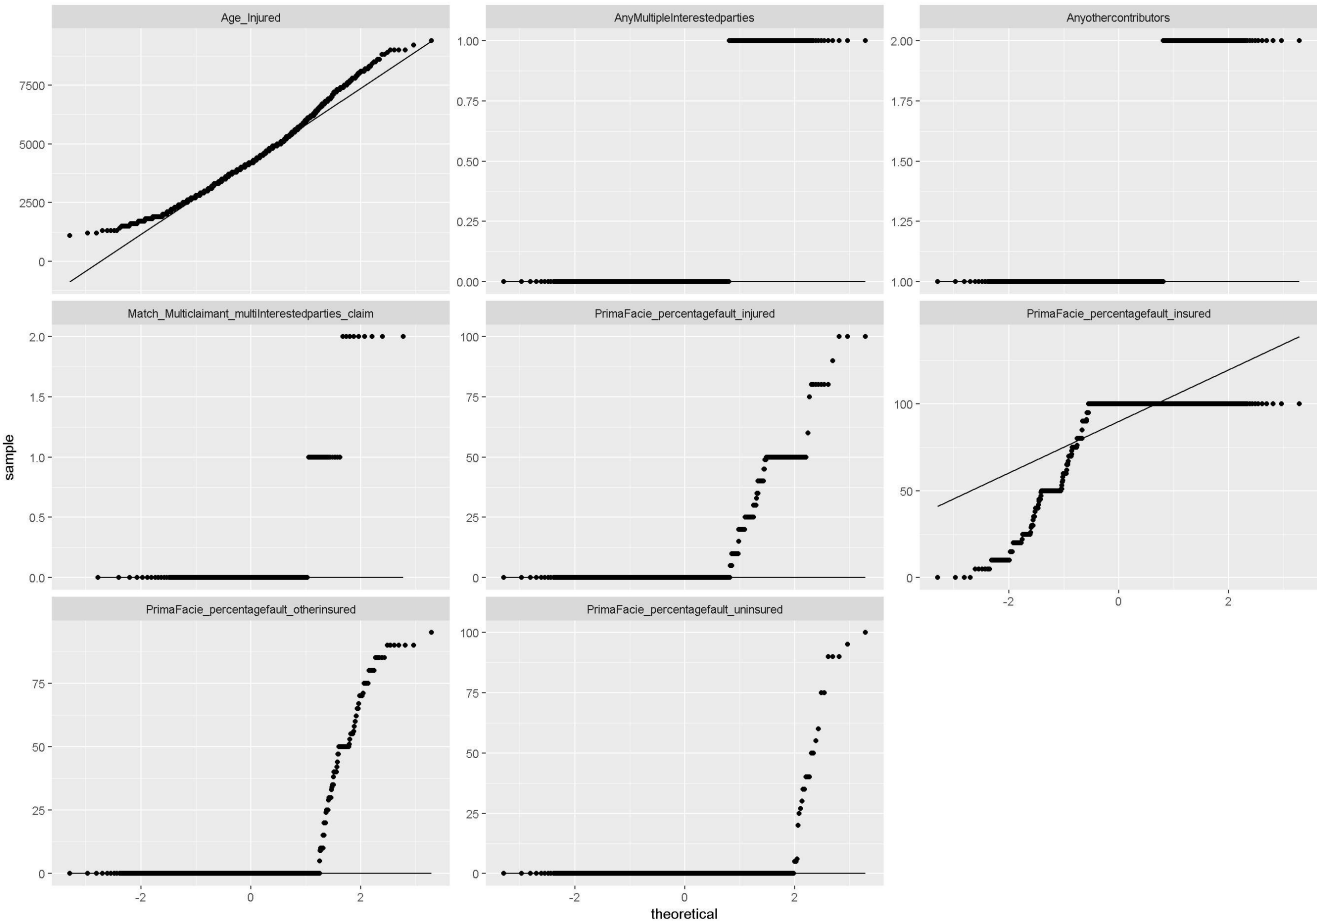 Age_Injured
AnyMultipleInterestedparties
Anyothercontributors
7500
5000
2500
0
1.00
0.75
0.50
0.25
0.00
2.00
1.75
1.50
1.25
1.00
Match_Multiclaimant_multiInterestedparties_claim
PrimaFacie_percentagefault_injured
PrimaFacie_percentagefault_insured
2.0
1.5
1.0
0.5
0.0
100
75
50
25
0
100
50
0
-2 0 2
PrimaFacie_percentagefault_otherinsured
PrimaFacie_percentagefault_uninsured
75
50
25
0
100
75
50
25
0
-2 0 2
-2 0 2
sample
theoretical